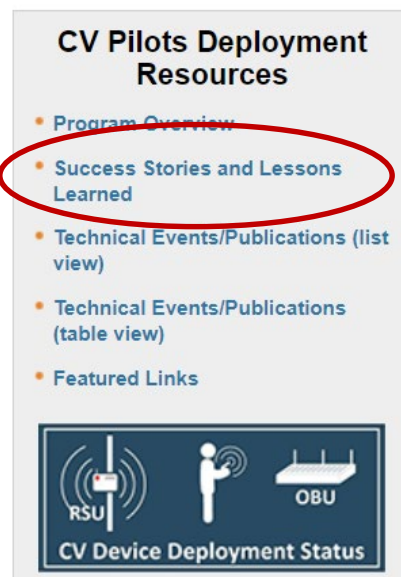 CV Pilots Deployment
Resources
Program Overview
Success Stories and Lessons
Learned
Technical Events/Publications (list
view)
Technical Events/Publications
(table view)
Featured Links
RSU
OBU
CV Device Deployment Status